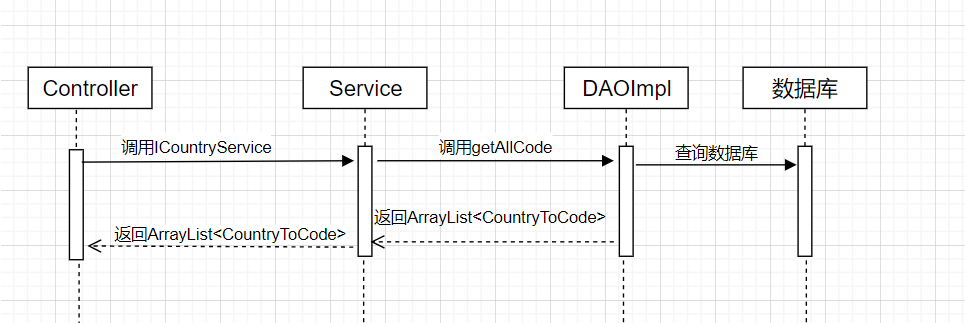 Controller
Service
DAOImpl
数据库
调用ICountryService
调用getAllCode
查询数据库
返回ArrayList<CountryToCode>
返回ArrayList<CountryToCode>